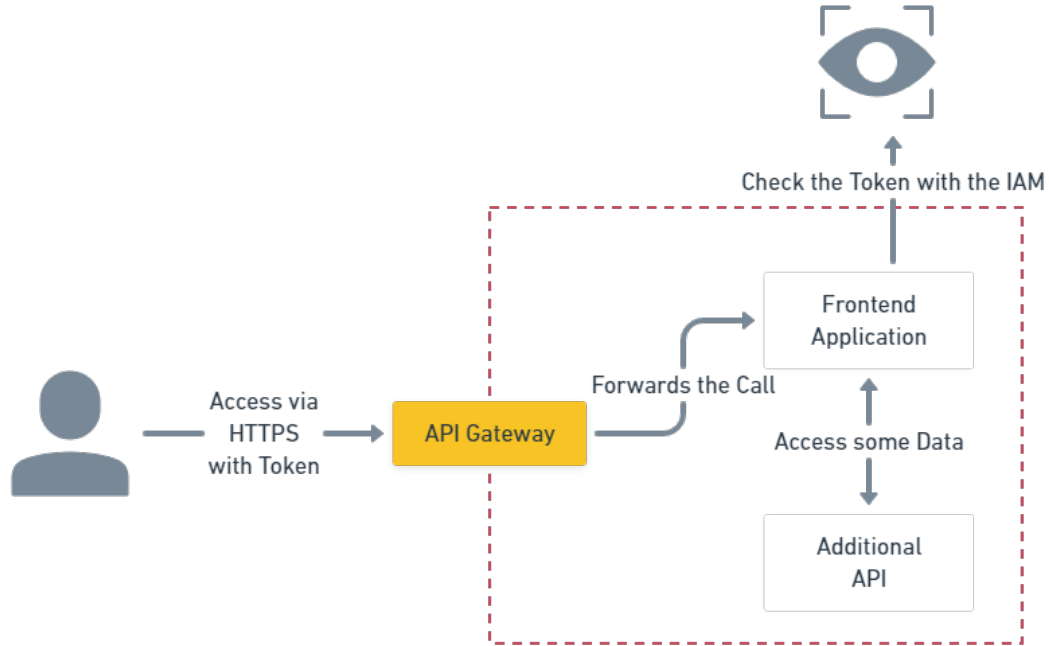 Check the Token with the IAM
Frontend
Application
Forwards the Call
Access via
HTTPS
with Token
API Gateway
Access some Data
Additional
API